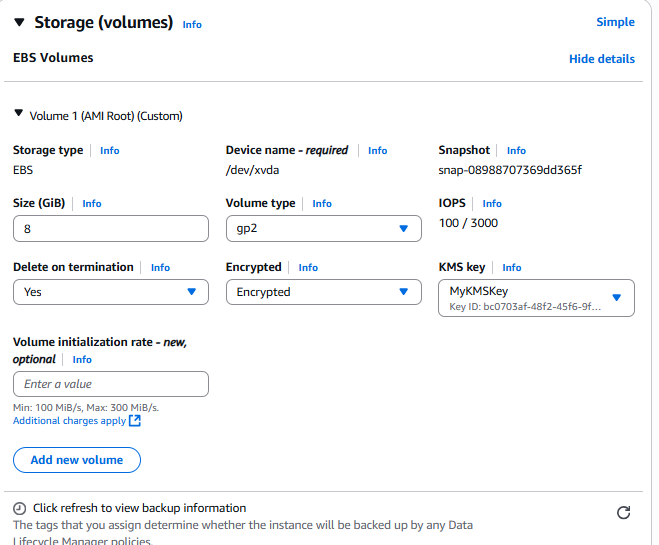 Storage (volumes) Info Simple
EBS Volumes Hide details
Volume 1 (AMI Root) (Custom)
Storage type Info Device name - required Info Snapshot Info
EBS /dev/xvda snap-08988707369dd365f
Size (GiB) Info Volume type Info IOPS Info
8 gp2 100 / 3000
Delete on termination Info Encrypted Info KMS key Info
Yes Encrypted MyKMSKey
Key ID: bc0703af-48f2-45f6-9f...
Volume initialization rate - new,
optional Info
Enter a value
Min: 100 MiB/s, Max: 300 MiB/s.
Additional charges apply
Add new volume
Click refresh to view backup information
The tags that you assign determine whether the instance will be backed up by any Data
Lifecycle Manager policies.